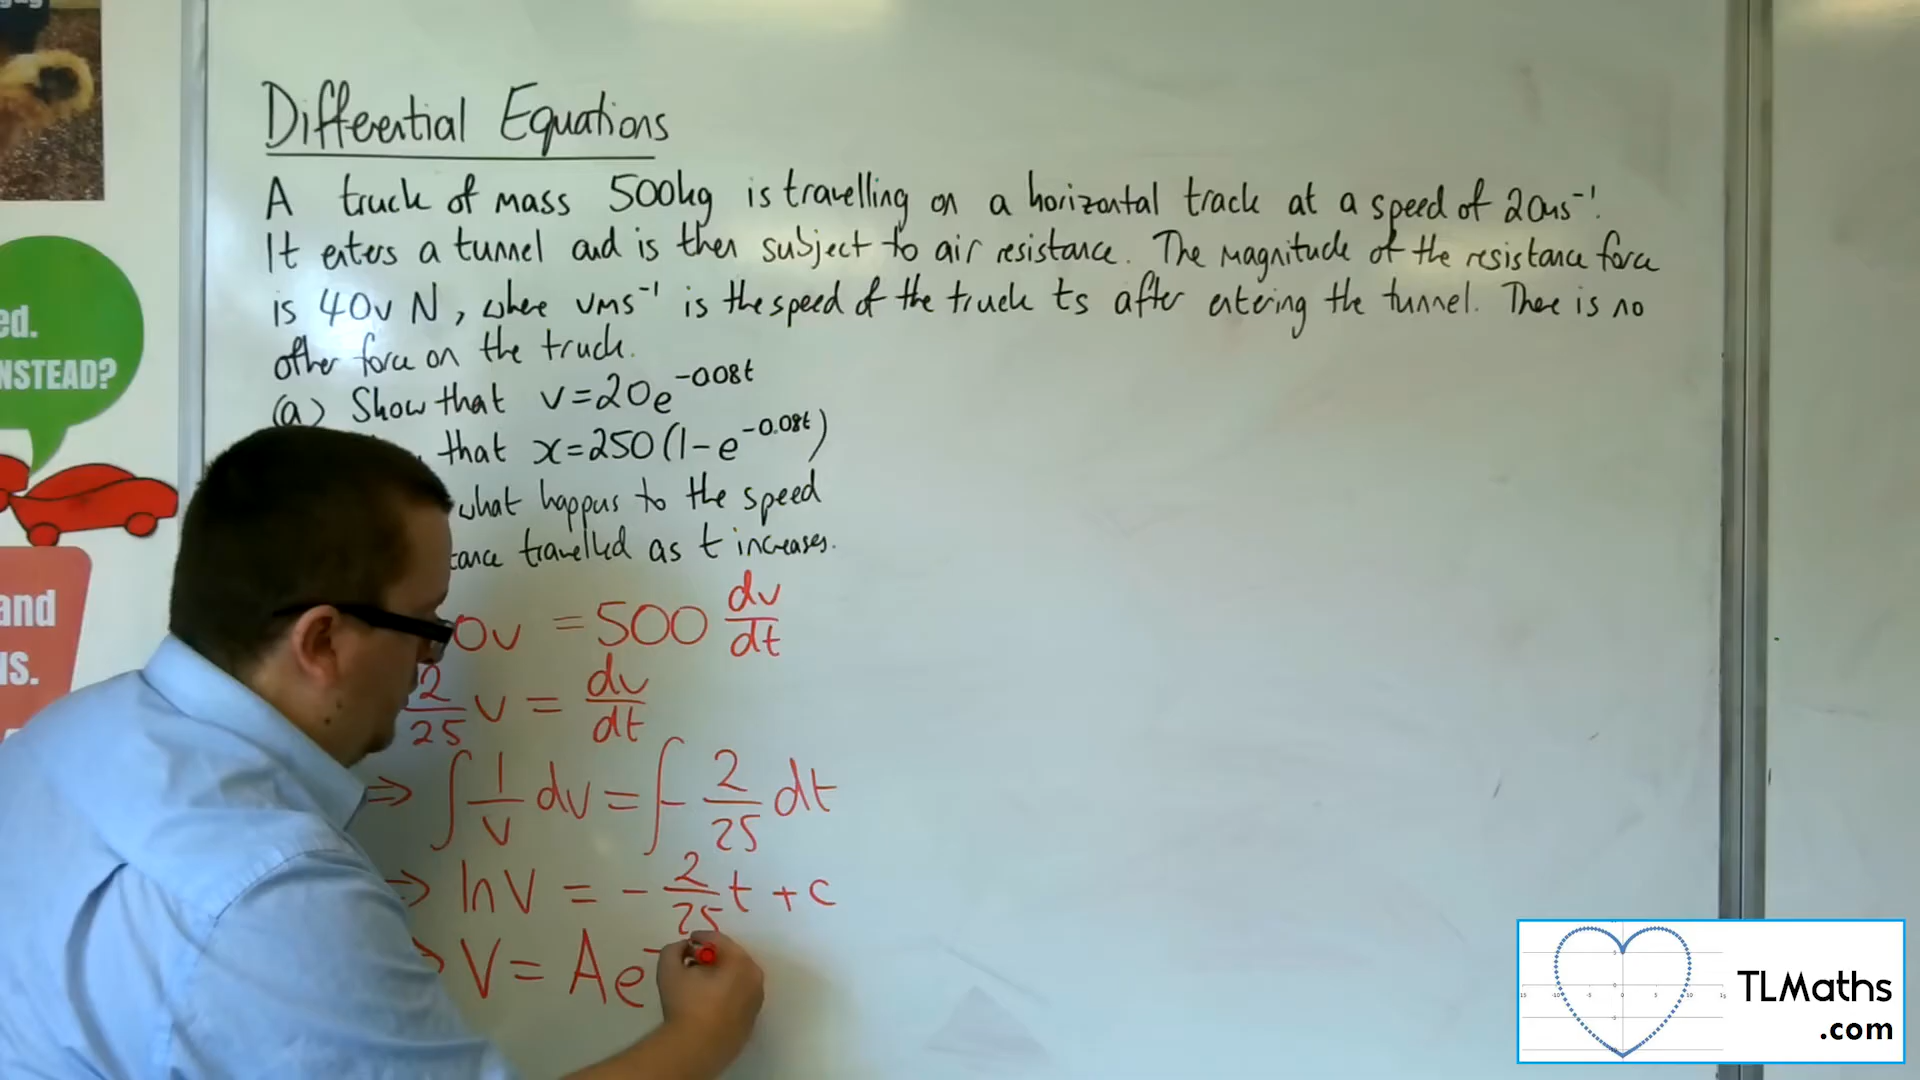 ed.
NSTEAD?
and
Differential Equations
A truck of mass 500kg is travelling on a horizontal track at a speed of 20ms⁻¹.
It enters a tunnel and is then subject to air resistance. The magnitude of the resistance force
is 40v N, where vms⁻¹ is the speed of the truck ts after entering the tunnel. There is no
other force on the truck.
(a) Show that v=20e^{-0.08t}
that x=250(1-e^{-0.08t})
what happens to the speed
tance travelled as t increases.
0v = 500 dv/dt
2/25 v = dv/dt
⇒ ∫ 1/v dv = ∫ - 2/25 dt
⇒ ln v = - 2/25 t + c
⇒ v = Ae^-
TLMaths
.com